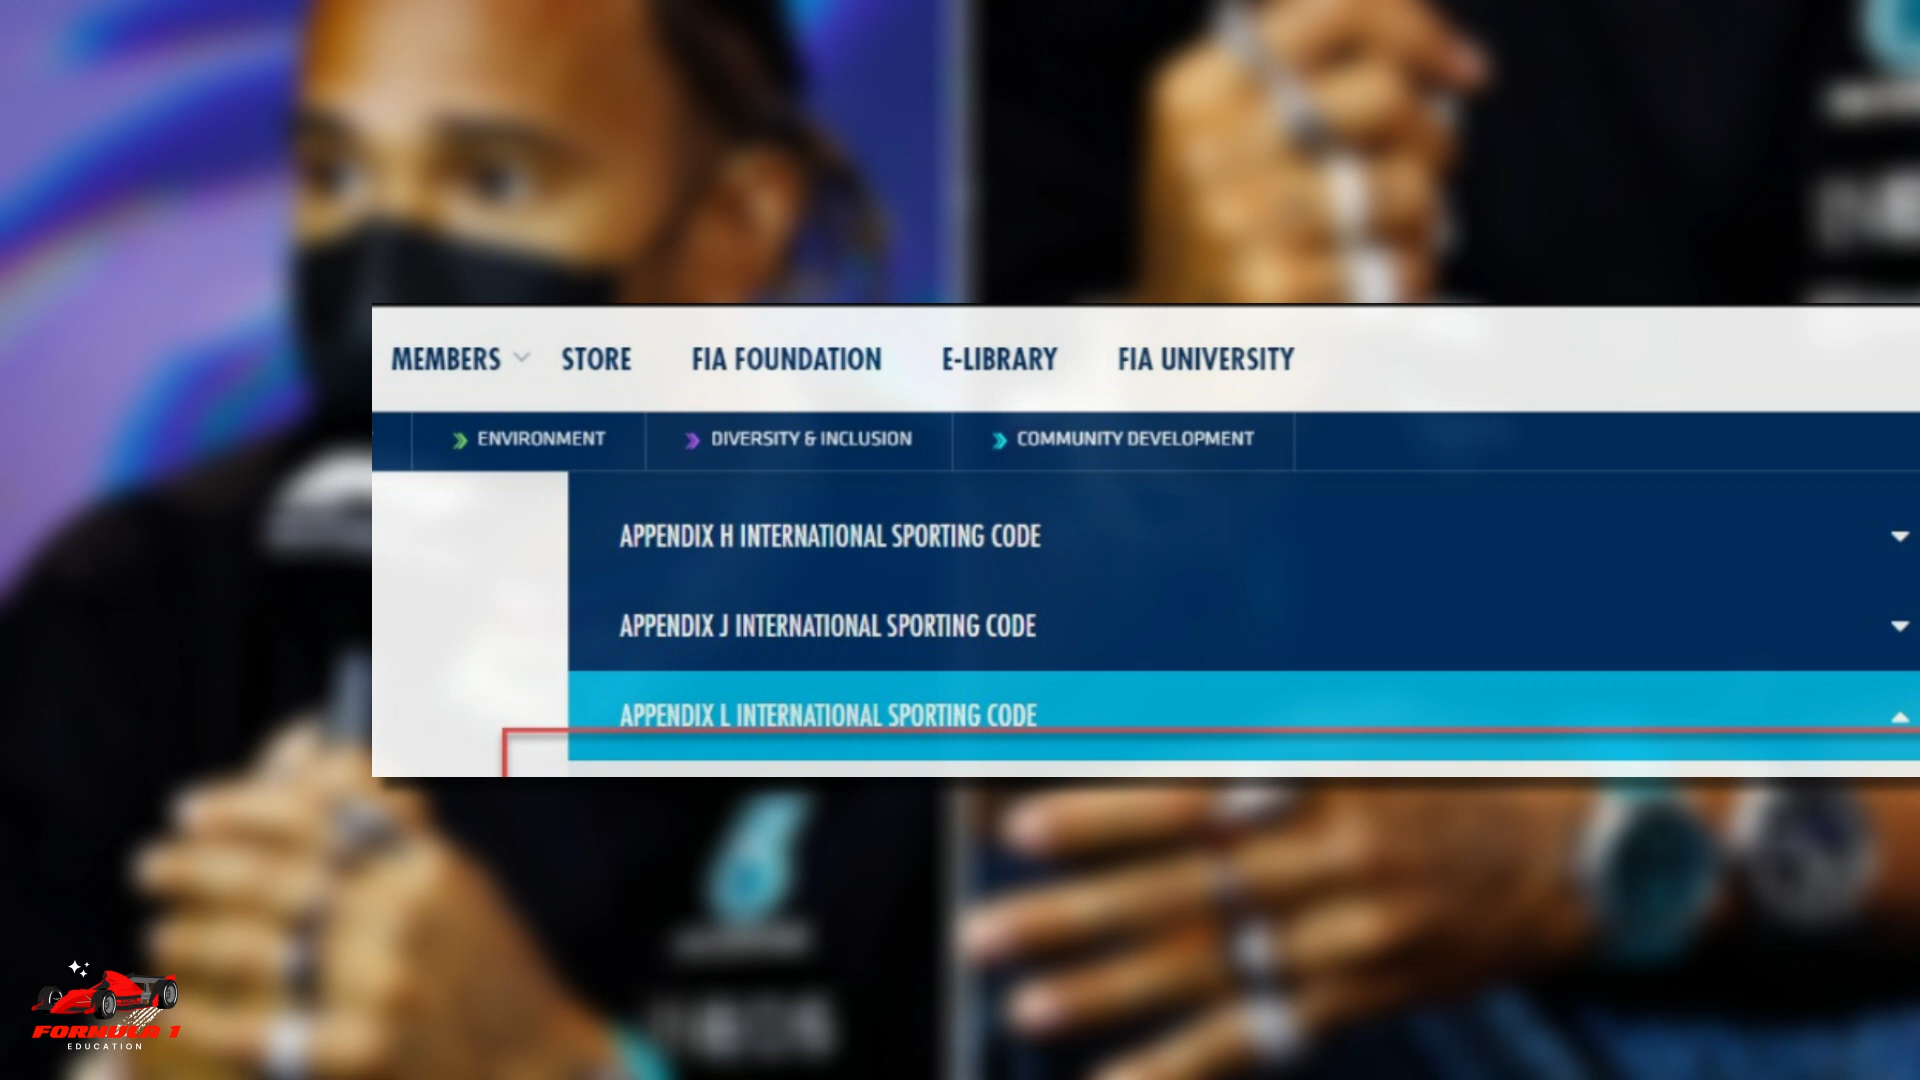 MEMBERS STORE FIA FOUNDATION E-LIBRARY FIA UNIVERSITY
ENVIRONMENT DIVERSITY & INCLUSION COMMUNITY DEVELOPMENT
APPENDIX H INTERNATIONAL SPORTING CODE
APPENDIX J INTERNATIONAL SPORTING CODE
APPENDIX L INTERNATIONAL SPORTING CODE
FORMULA 1
EDUCATION